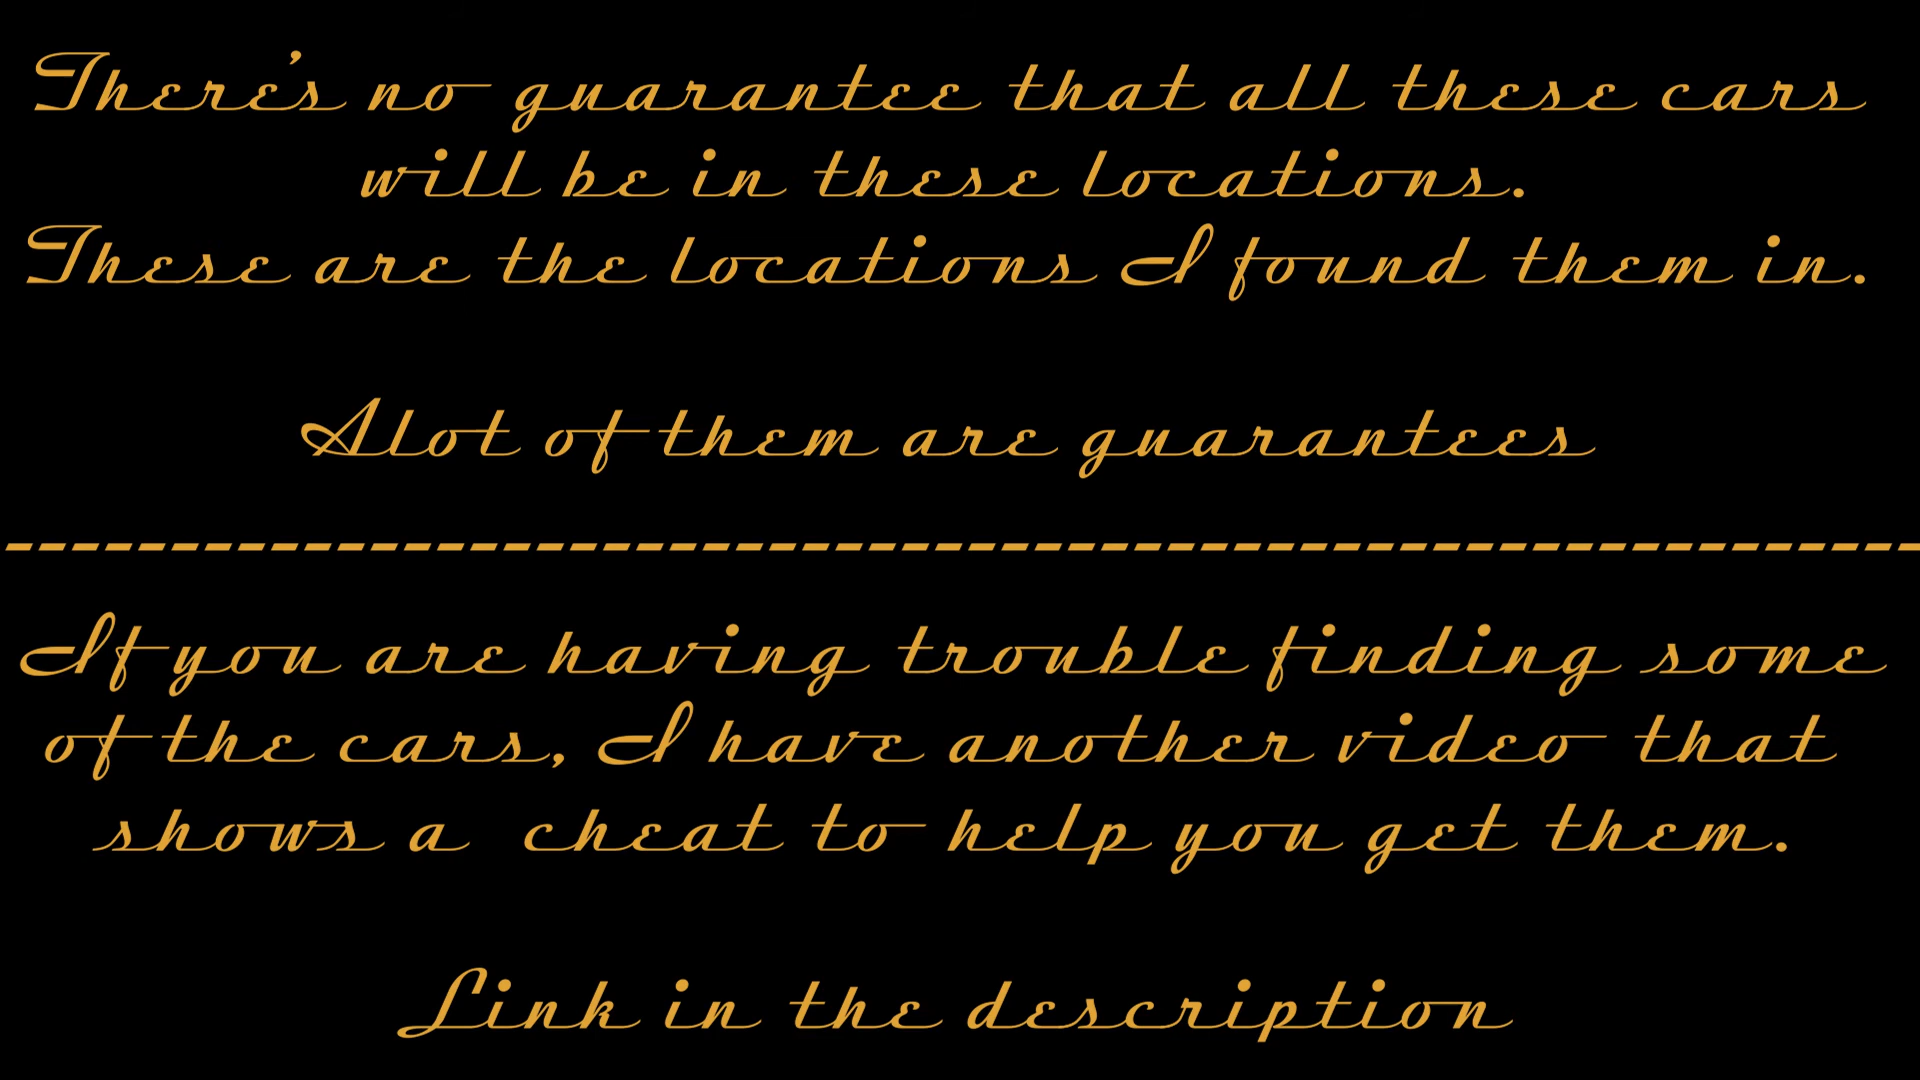 There's no guarantee that all these cars
will be in these locations.
These are the locations I found them in.
Alot of them are guarantees
----------------------------------------------------------
If you are having trouble finding some
of the cars, I have another video that
shows a cheat to help you get them.
Link in the description